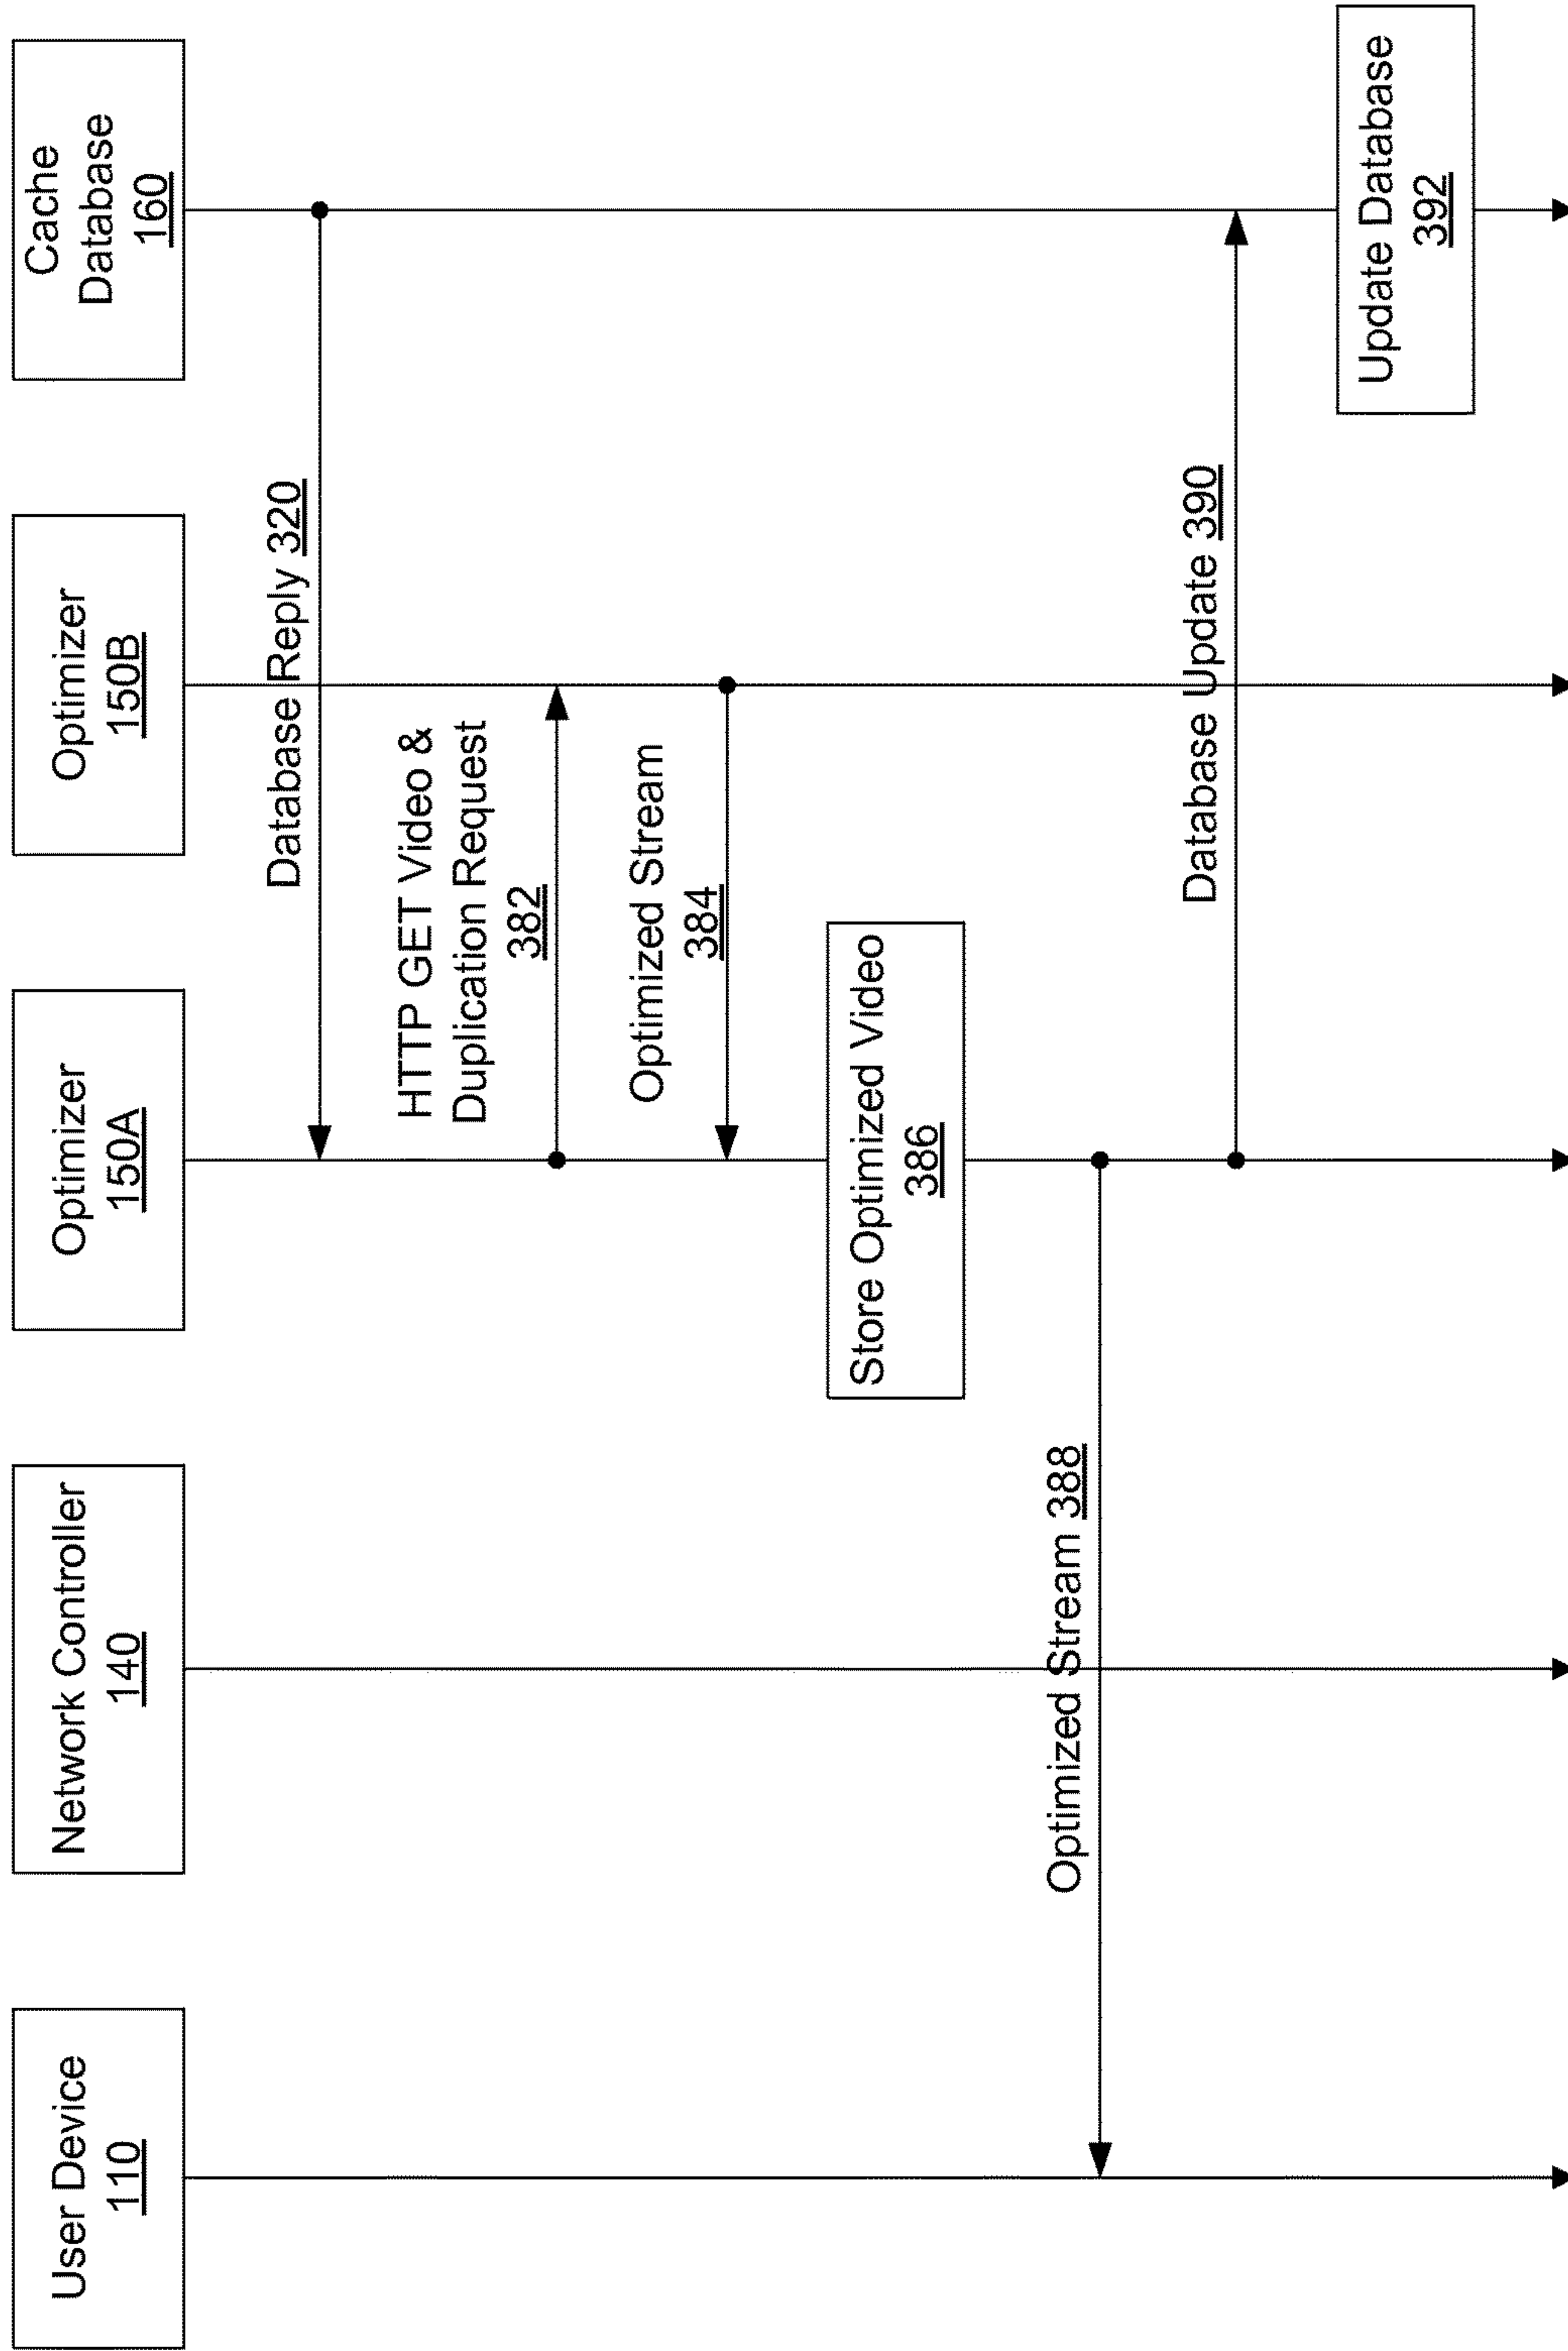 User Device
110
Network Controller
140
Optimizer
150A
Optimizer
150B
Cache
Database
160
Database Reply 320
HTTP GET Video &
Duplication Request
382
Optimized Stream
384
Store Optimized Video
386
Optimized Stream 388
Database Update 390
Update Database
392